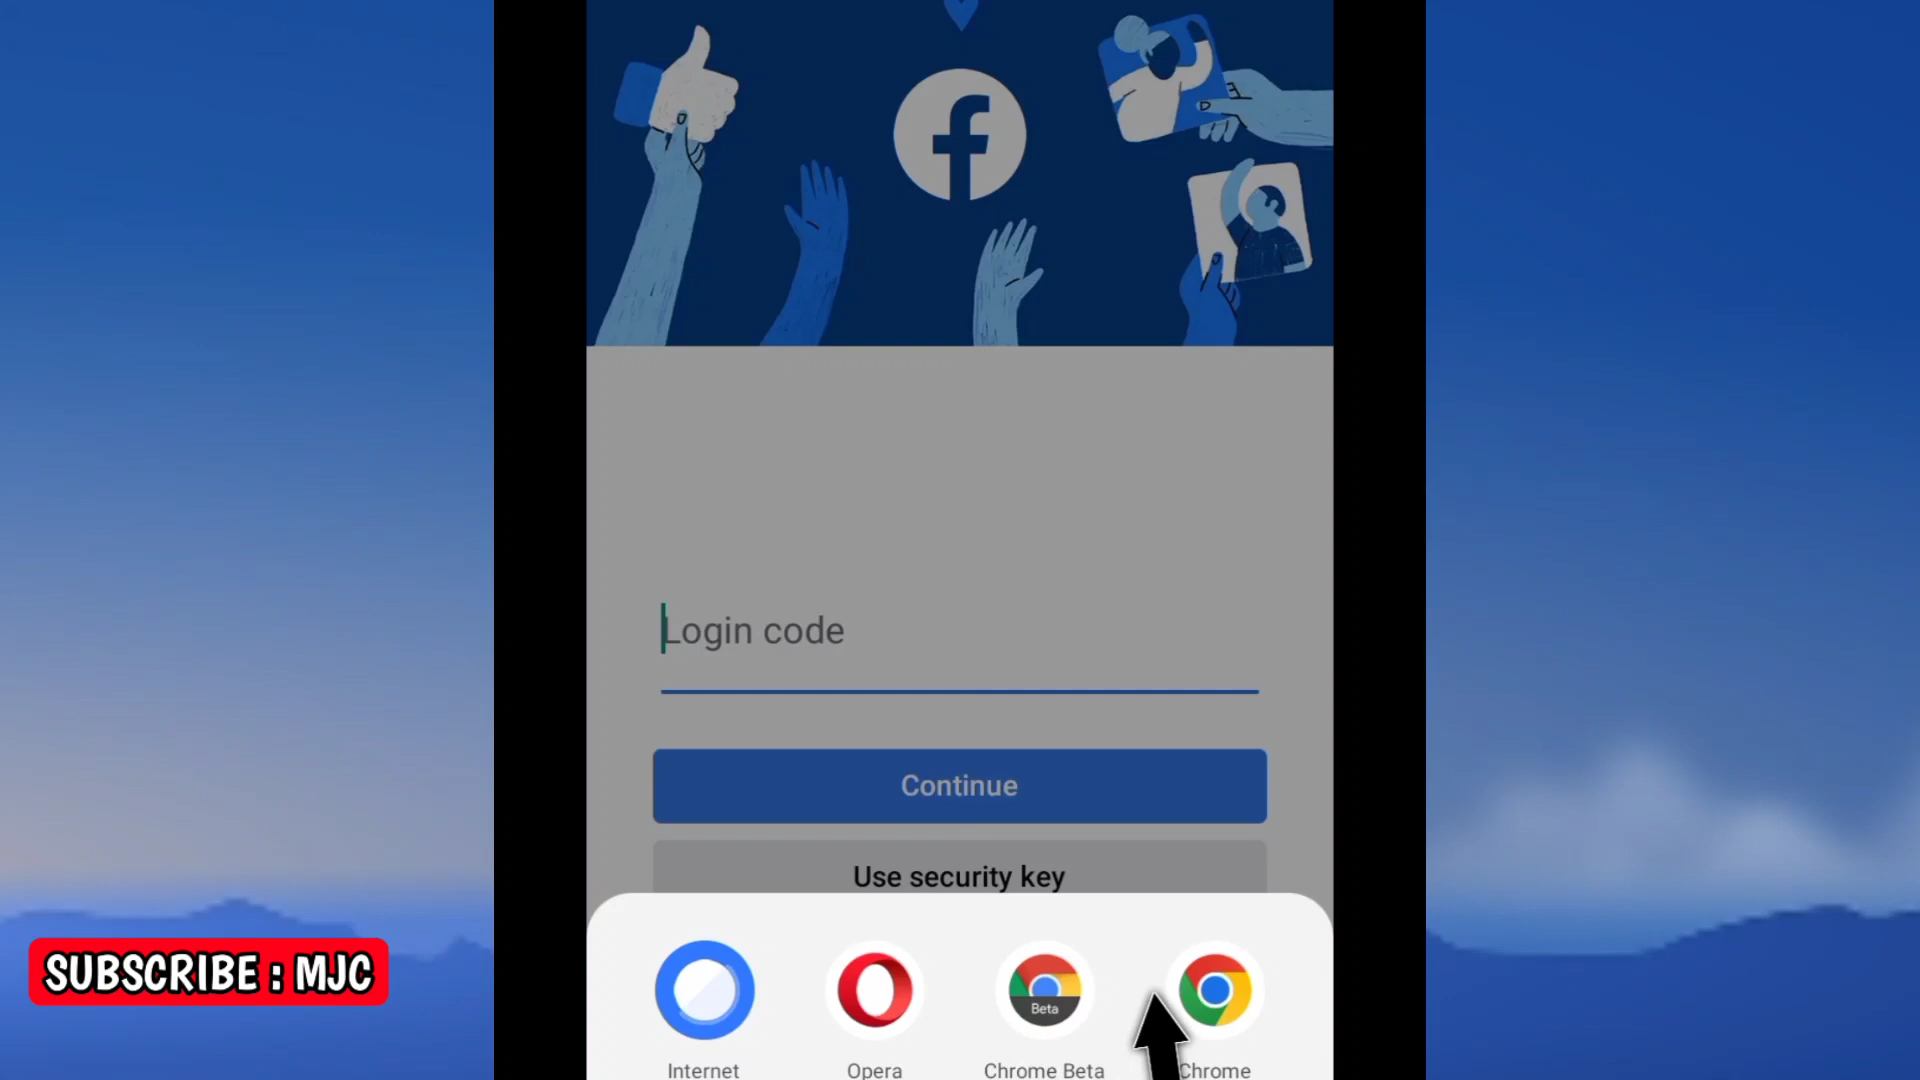 Login code
Continue
Use security key
Beta
Internet
Opera
Chrome Beta
Chrome
SUBSCRIBE : MJC